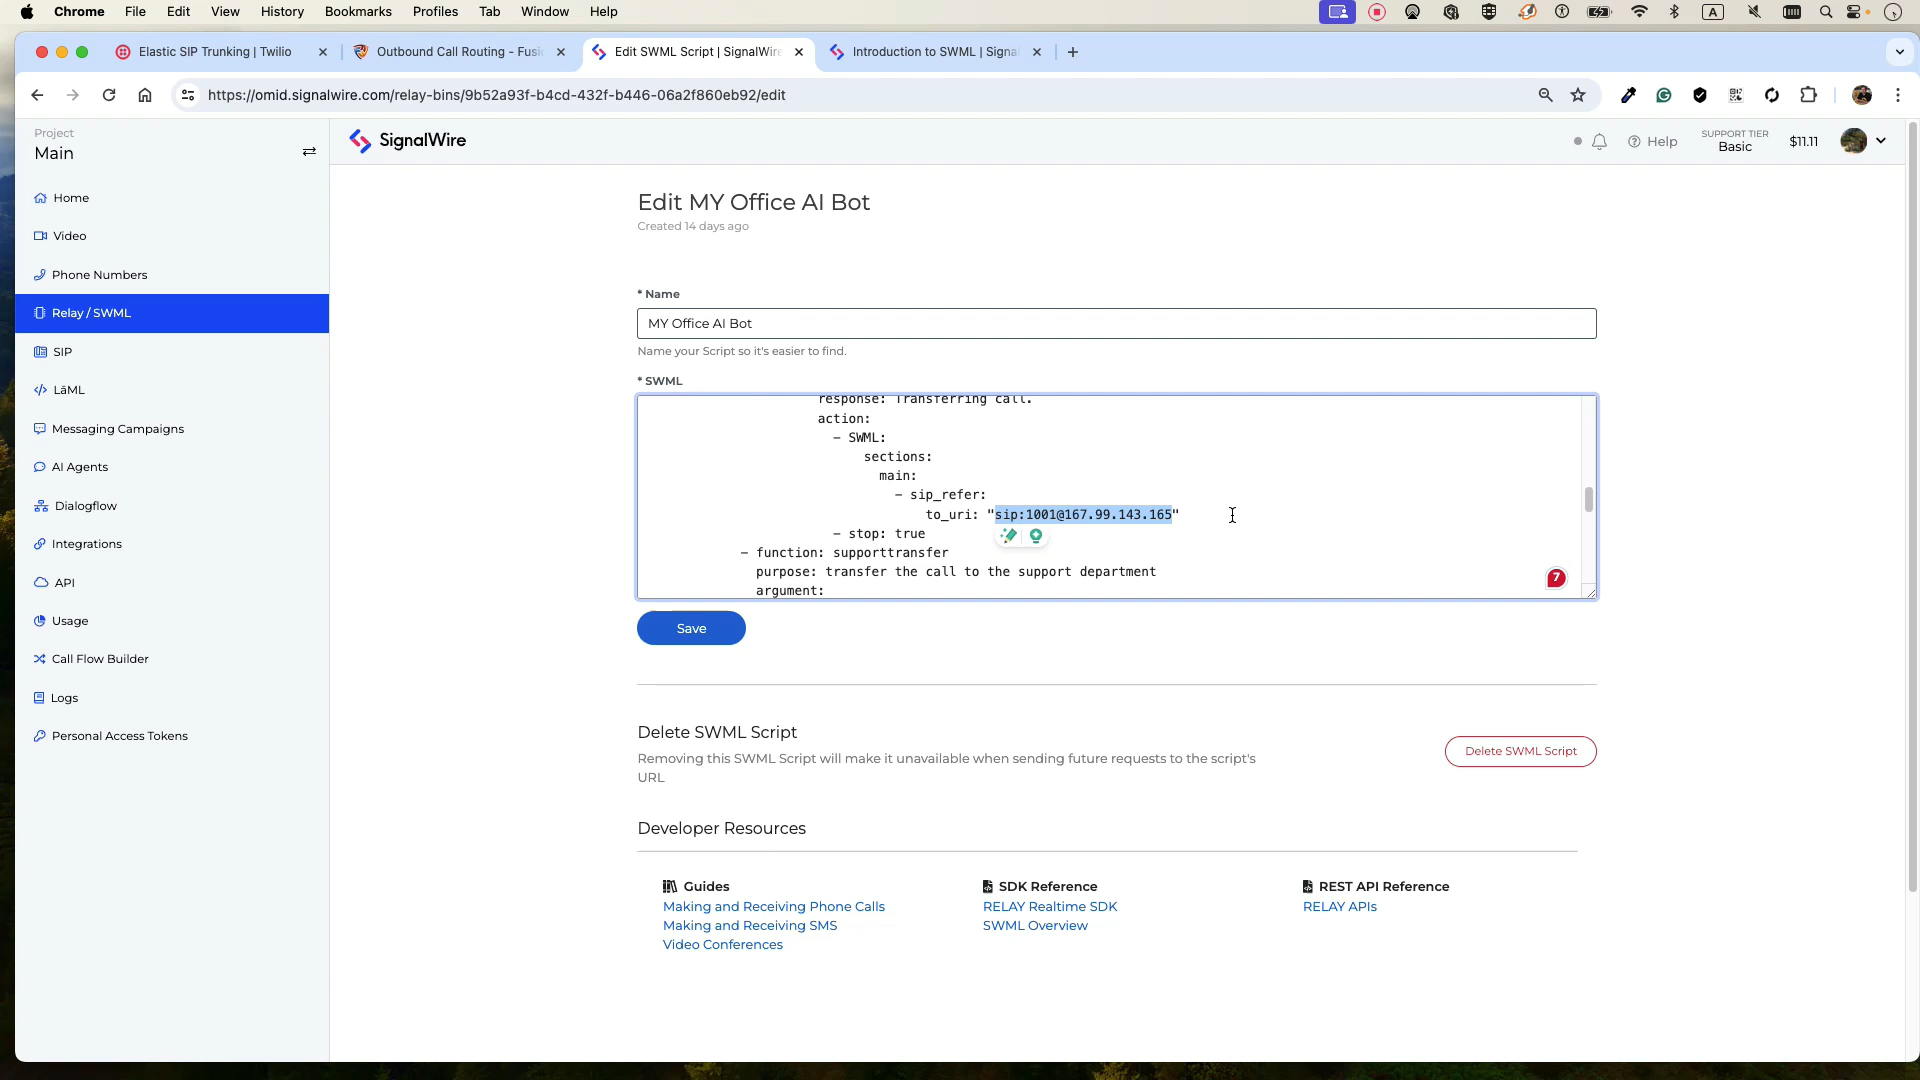 Chrome File Edit View History Bookmarks Profiles Tab Window Help
A
Elastic SIP Trunking | Twilio
Outbound Call Routing - Fusi
Edit SWML Script | SignalWire
Introduction to SWML | Signa
https://omid.signalwire.com/relay-bins/9b52a93f-b4cd-432f-b446-06a2f860eb92/edit
Project
Main
SignalWire
Help
SUPPORT TIER
Basic
$11.11
Home
Video
Phone Numbers
Relay / SWML
SIP
LāML
Messaging Campaigns
AI Agents
Dialogflow
Integrations
API
Usage
Call Flow Builder
Logs
Personal Access Tokens
Edit MY Office AI Bot
Created 14 days ago
* Name
MY Office AI Bot
Name your Script so it's easier to find.
* SWML
response: Transferring call.
action:
- SWML:
sections:
main:
- sip_refer:
to_uri: "sip:1001@167.99.143.165"
- stop: true
- function: supporttransfer
purpose: transfer the call to the support department
argument:
7
Save
Delete SWML Script
Removing this SWML Script will make it unavailable when sending future requests to the script's
URL
Delete SWML Script
Developer Resources
Guides
Making and Receiving Phone Calls
Making and Receiving SMS
Video Conferences
SDK Reference
RELAY Realtime SDK
SWML Overview
REST API Reference
RELAY APIs